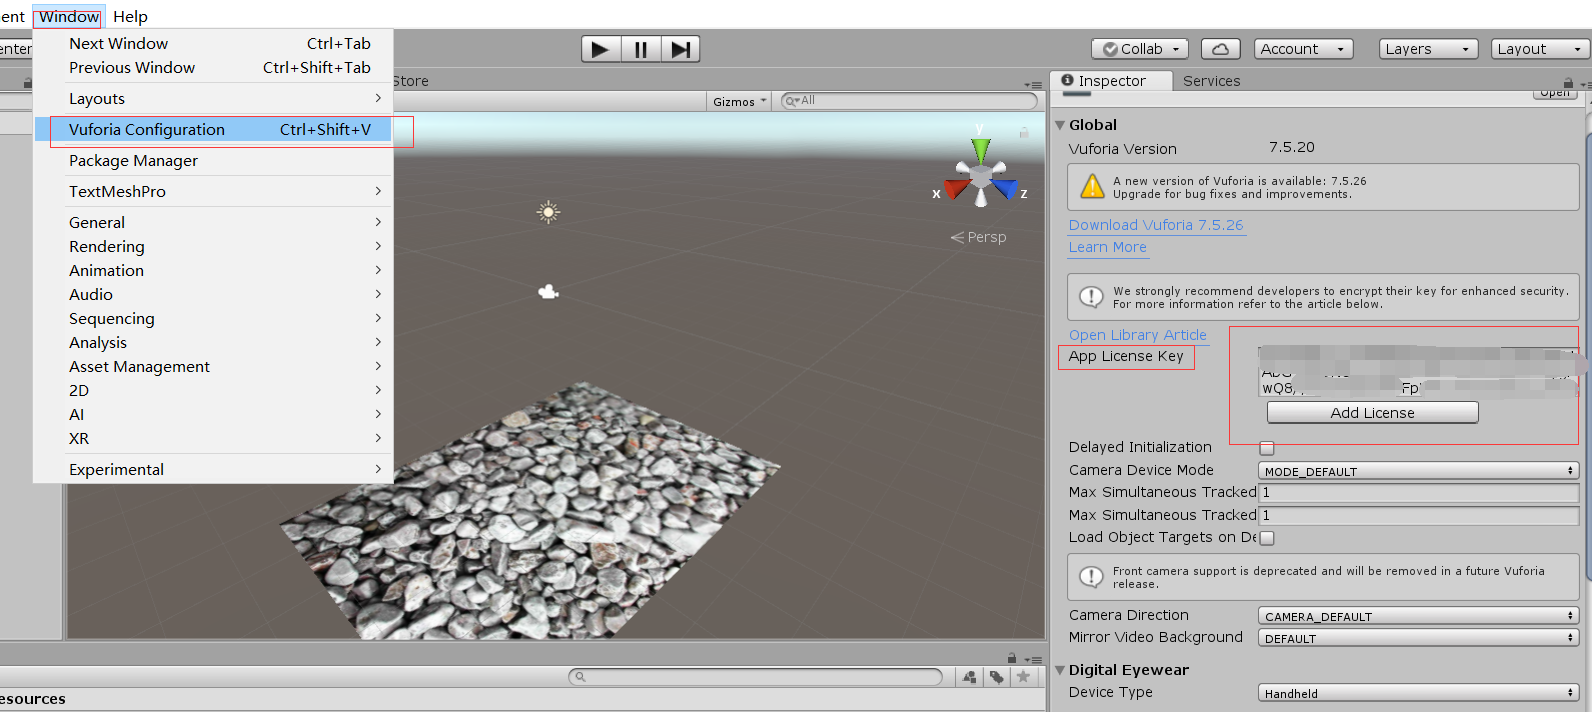 Window Help
Next Window Ctrl+Tab
Previous Window Ctrl+Shift+Tab
Layouts
Vuforia Configuration Ctrl+Shift+V
Package Manager
TextMeshPro
General
Rendering
Animation
Audio
Sequencing
Analysis
Asset Management
2D
AI
XR
Experimental
Collab
Account
Layers
Layout
Store
Gizmos
All
y
x
z
Persp
esources
Inspector
Services
Open
Global
Vuforia Version 7.5.20
A new version of Vuforia is available: 7.5.26
Upgrade for bug fixes and improvements.
Download Vuforia 7.5.26
Learn More
We strongly recommend developers to encrypt their key for enhanced security.
For more information refer to the article below.
Open Library Article
App License Key
wQ8/
Fp
Add License
Delayed Initialization
Camera Device Mode MODE_DEFAULT
Max Simultaneous Tracked 1
Max Simultaneous Tracked 1
Load Object Targets on De
Front camera support is deprecated and will be removed in a future Vuforia
release.
Camera Direction CAMERA_DEFAULT
Mirror Video Background DEFAULT
Digital Eyewear
Device Type Handheld